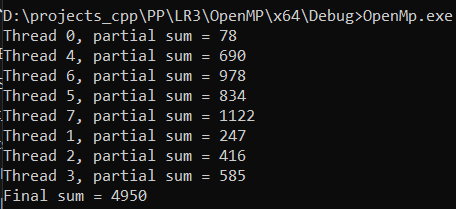 D:\projects_cpp\PP\LR3\OpenMP\x64\Debug>OpenMp.exe
Thread 0, partial sum = 78
Thread 4, partial sum = 690
Thread 6, partial sum = 978
Thread 5, partial sum = 834
Thread 7, partial sum = 1122
Thread 1, partial sum = 247
Thread 2, partial sum = 416
Thread 3, partial sum = 585
Final sum = 4950